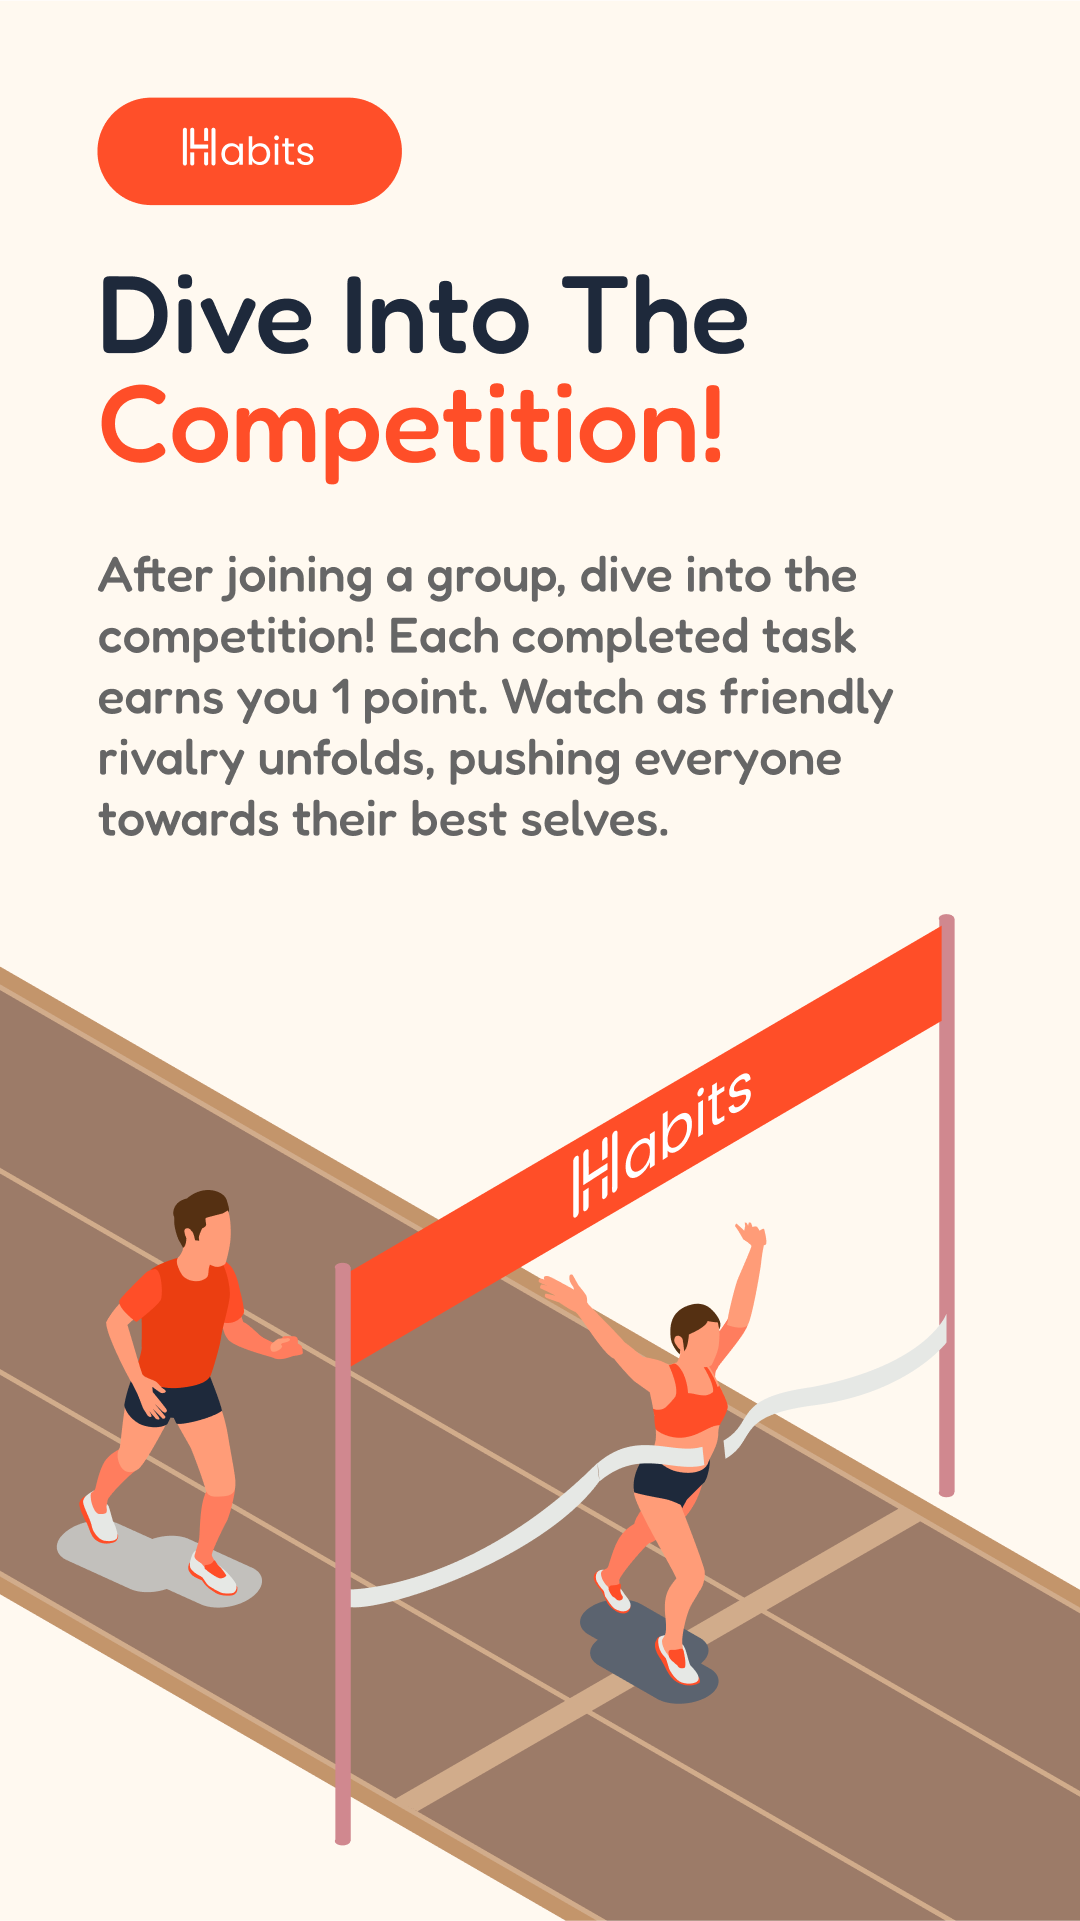 Habits
Dive Into The
Competition!
After joining a group, dive into the
competition! Each completed task
earns you 1 point. Watch as friendly
rivalry unfolds, pushing everyone
towards their best selves.
Habits